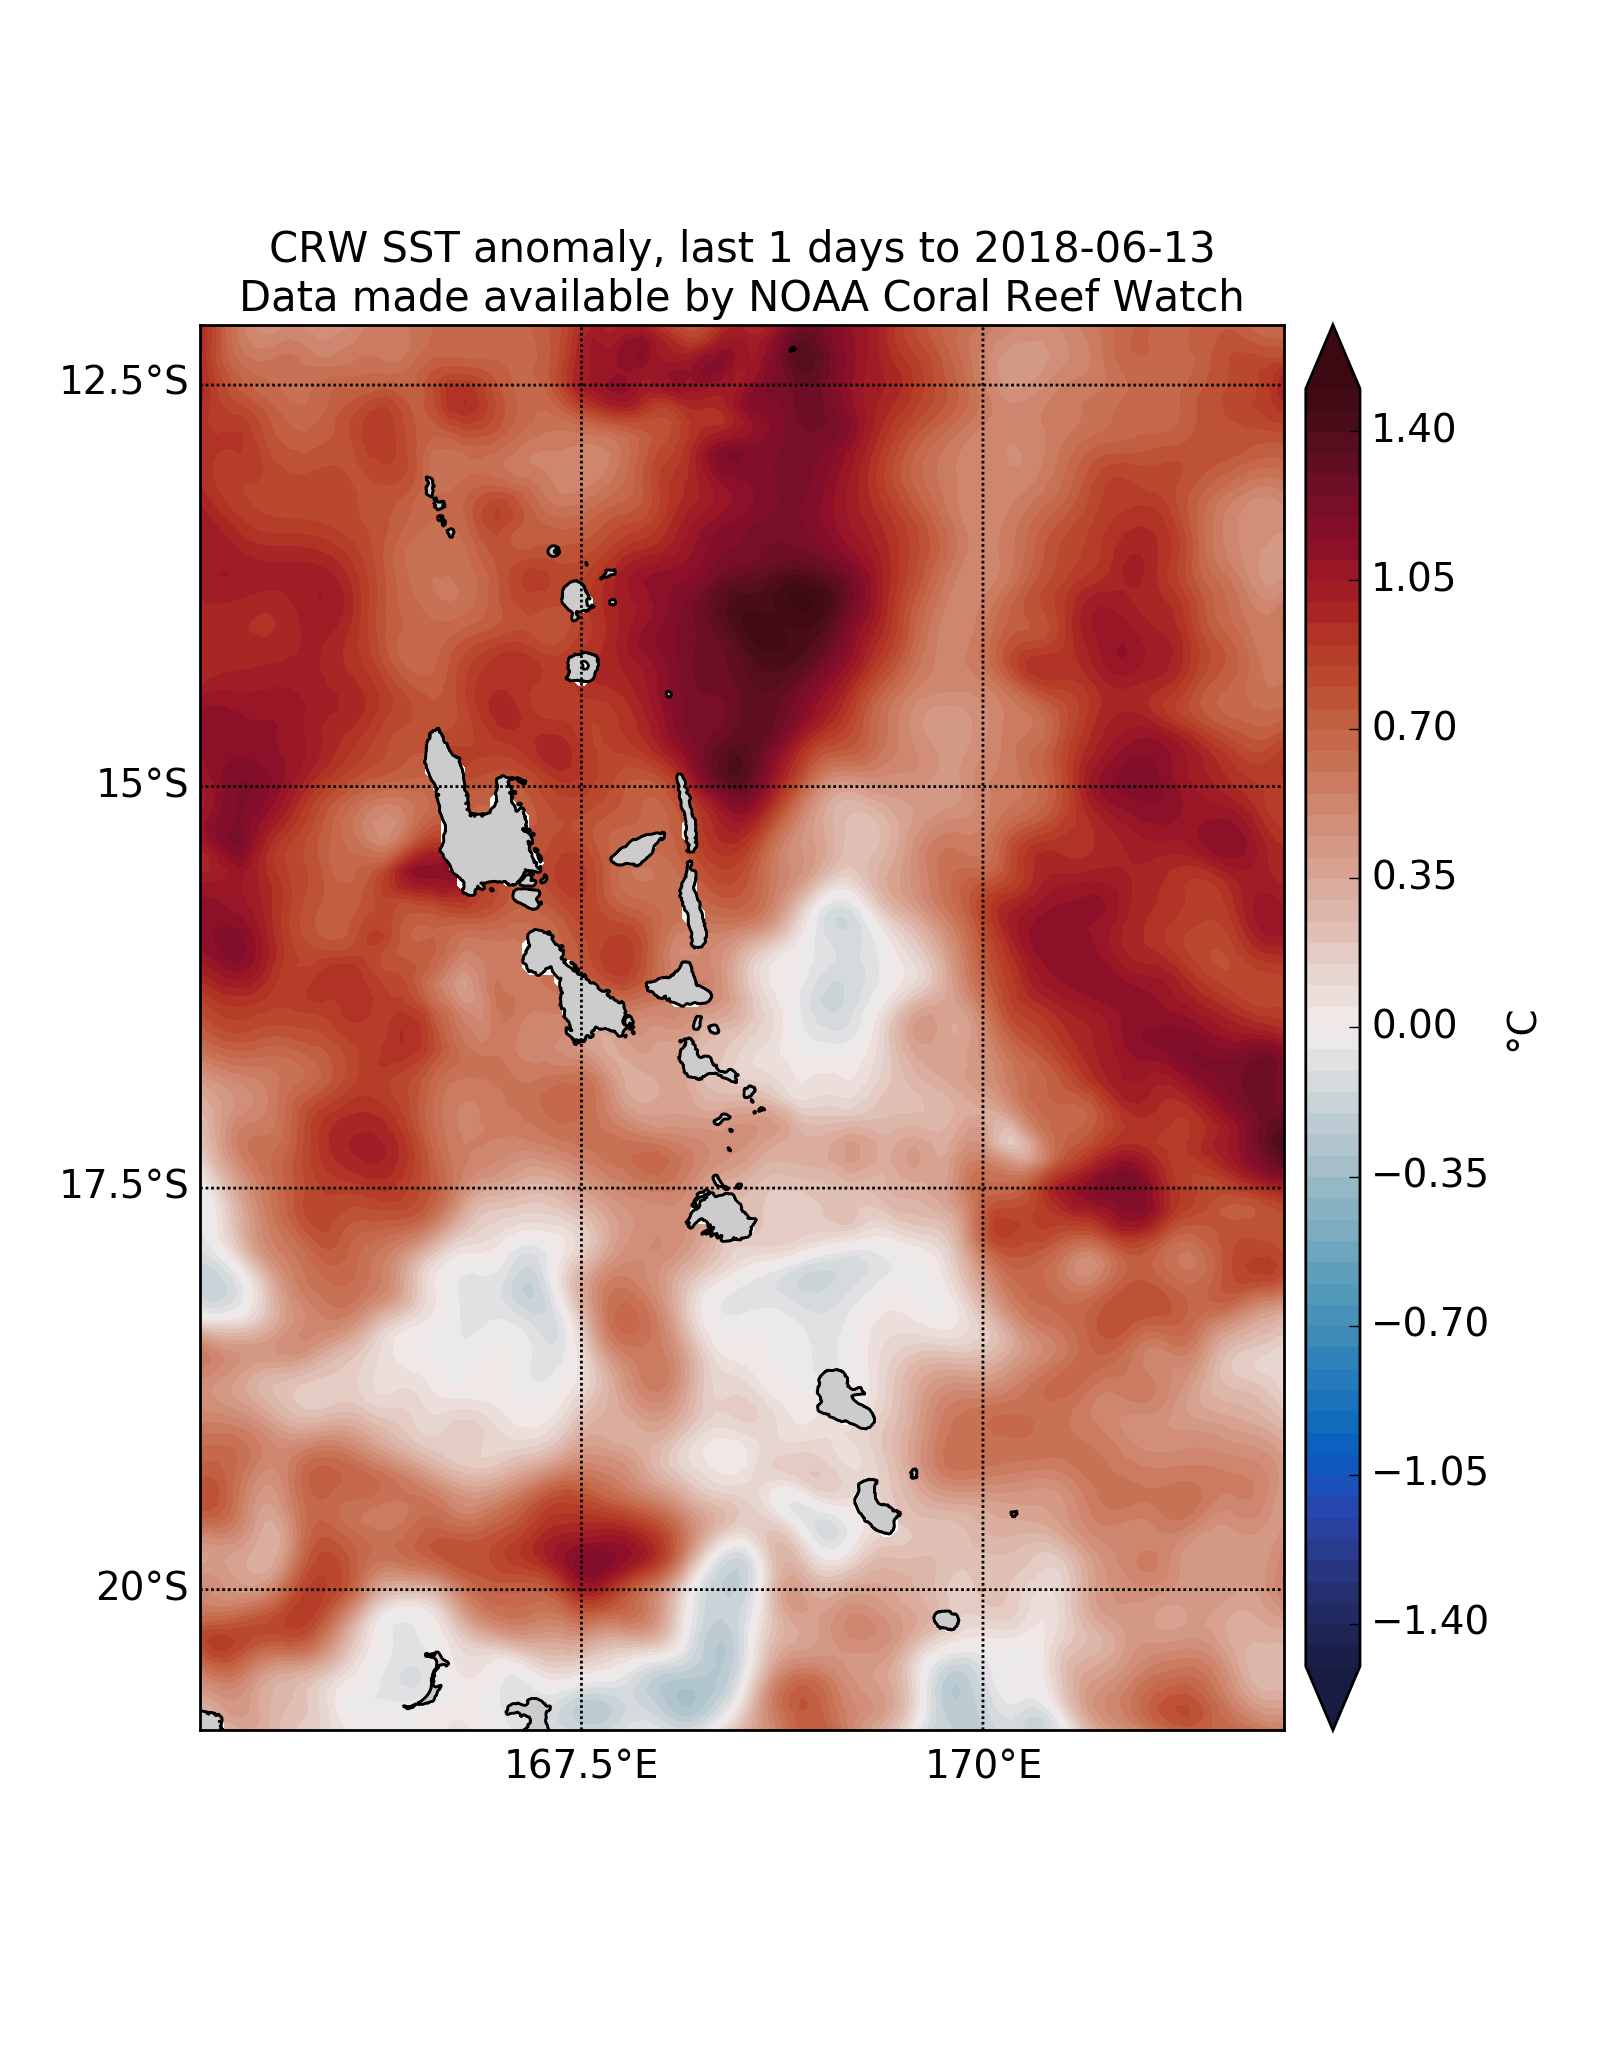 CRW SST anomaly, last 1 days to 2018-06-13
Data made available by NOAA Coral Reef Watch
12.5°S
15°S
17.5°S
20°S
167.5°E
170°E
1.40
1.05
0.70
0.35
0.00
−0.35
−0.70
−1.05
−1.40
°C